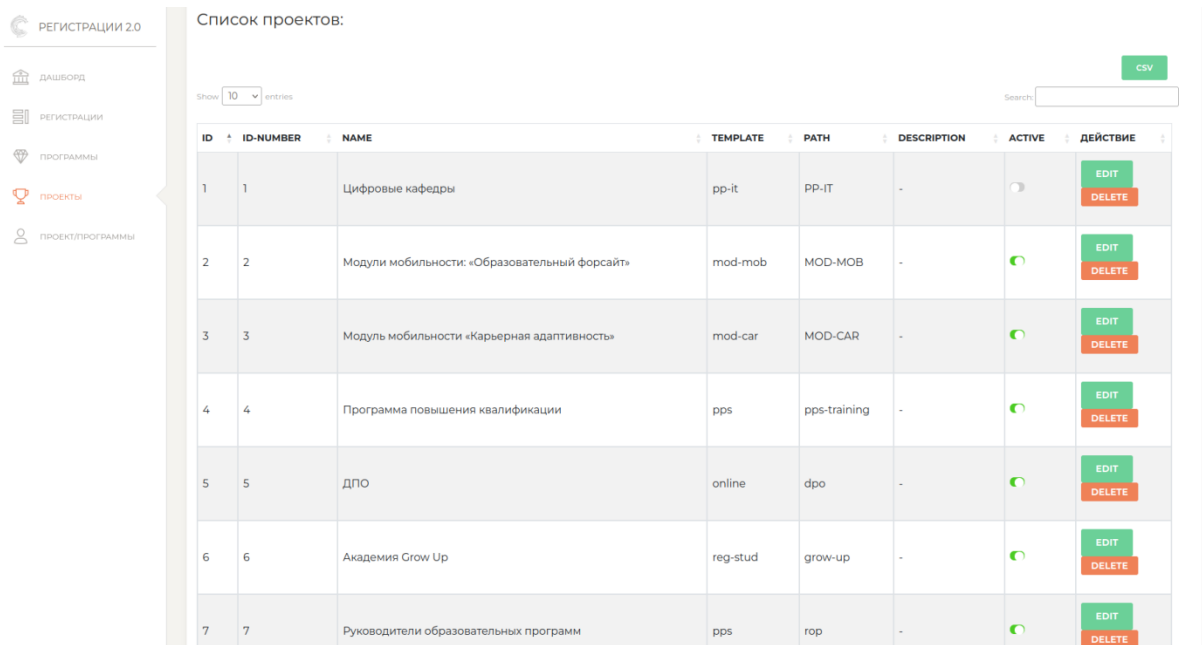 РЕГИСТРАЦИИ 2.0
ДАШБОРД
РЕГИСТРАЦИИ
ПРОГРАММЫ
ПРОЕКТЫ
ПРОЕКТ/ПРОГРАММЫ
Список проектов:
CSV
Show 10 entries
Search:
ID ID-NUMBER NAME TEMPLATE PATH DESCRIPTION ACTIVE ДЕЙСТВИЕ
1 1 Цифровые кафедры pp-it PP-IT - EDIT
DELETE
2 2 Модули мобильности: «Образовательный форсайт» mod-mob MOD-MOB - EDIT
DELETE
3 3 Модуль мобильности «Карьерная адаптивность» mod-car MOD-CAR - EDIT
DELETE
4 4 Программа повышения квалификации pps pps-training - EDIT
DELETE
5 5 ДПО online dpo - EDIT
DELETE
6 6 Академия Grow Up reg-stud grow-up - EDIT
DELETE
7 7 Руководители образовательных программ pps rop - EDIT
DELETE